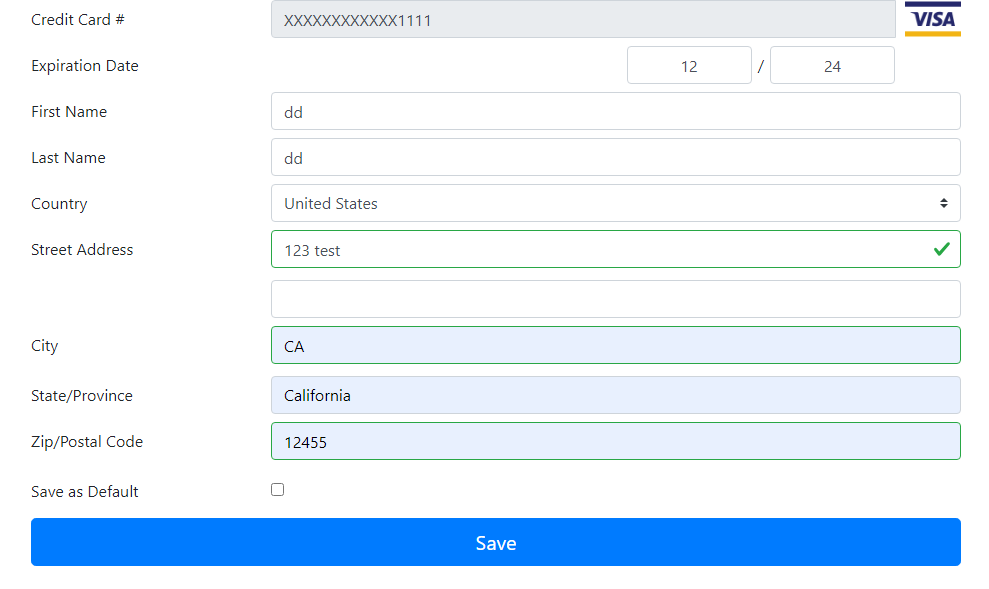 Credit Card # XXXXXXXXXXXX1111 VISA
Expiration Date 12 / 24
First Name dd
Last Name dd
Country United States
Street Address 123 test
City CA
State/Province California
Zip/Postal Code 12455
Save as Default
Save